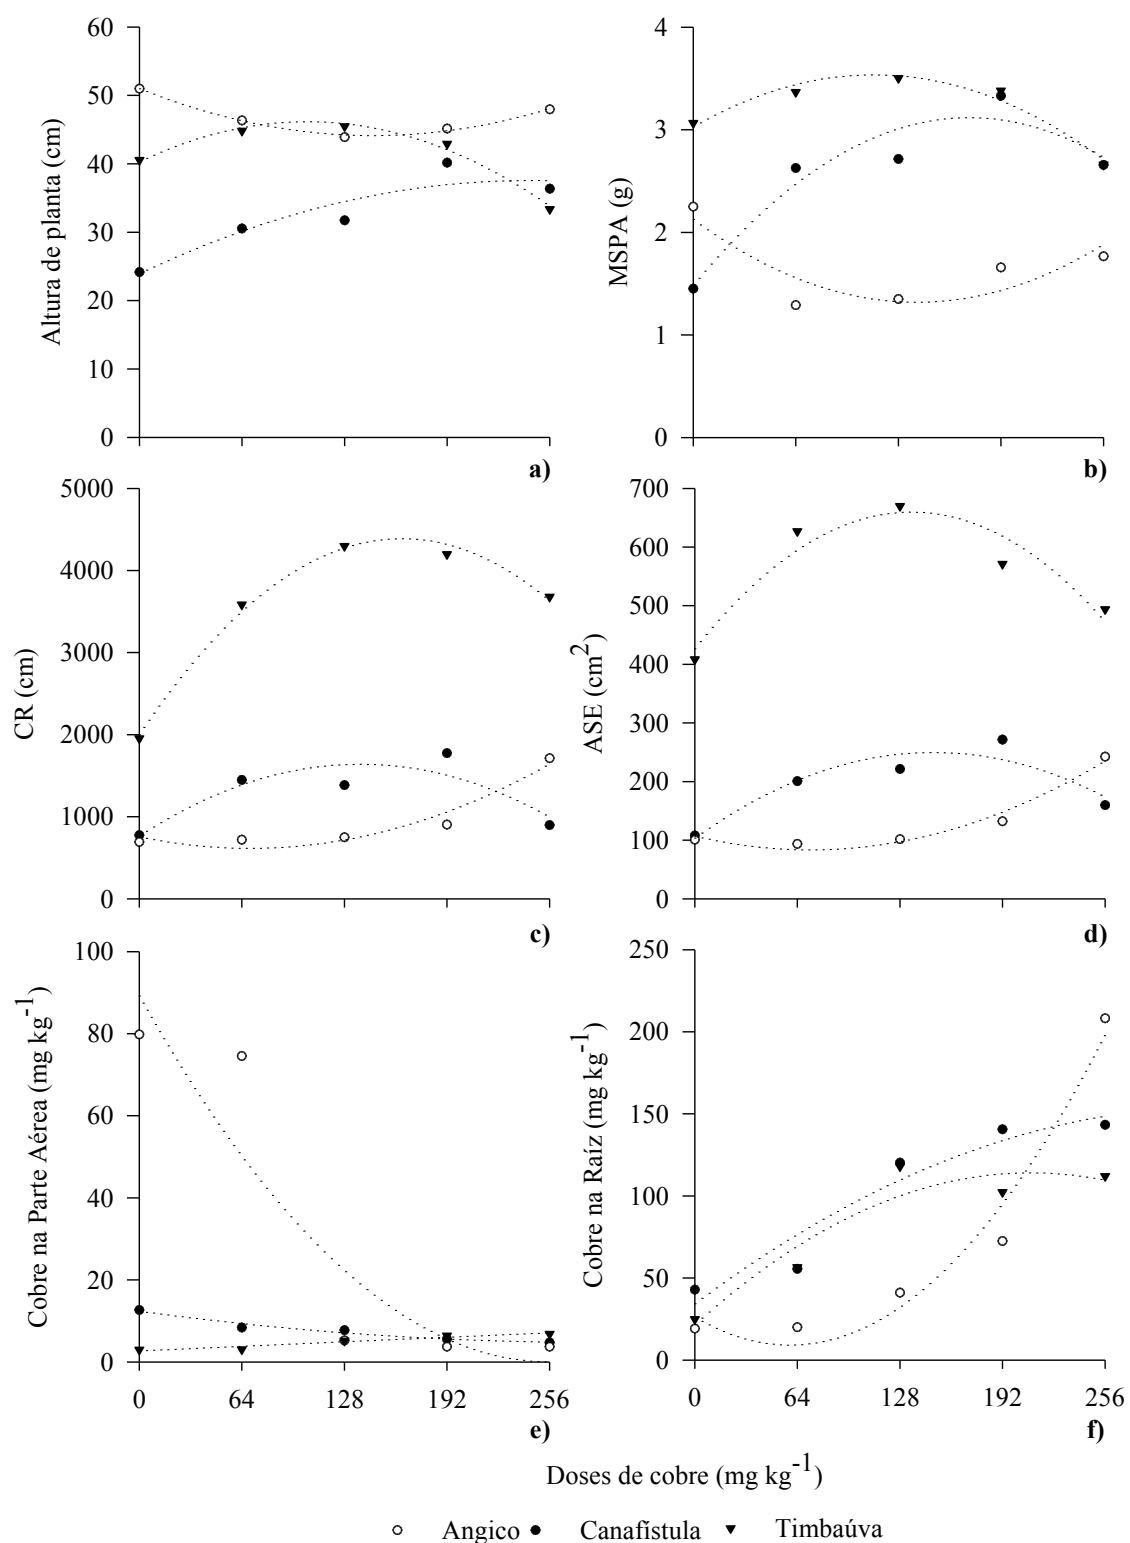 60
50
40
30
20
10
0
Altura de planta (cm)
a)
4
3
2
1
0
MSPA (g)
b)
5000
4000
3000
2000
1000
0
CR (cm)
c)
700
600
500
400
300
200
100
0
ASE (cm²)
d)
100
80
60
40
20
0
Cobre na Parte Aérea (mg kg⁻¹)
0 64 128 192 256
e)
250
200
150
100
50
0
Cobre na Raíz (mg kg⁻¹)
0 64 128 192 256
f)
Doses de cobre (mg kg⁻¹)
Angico Canafístula Timbaúva